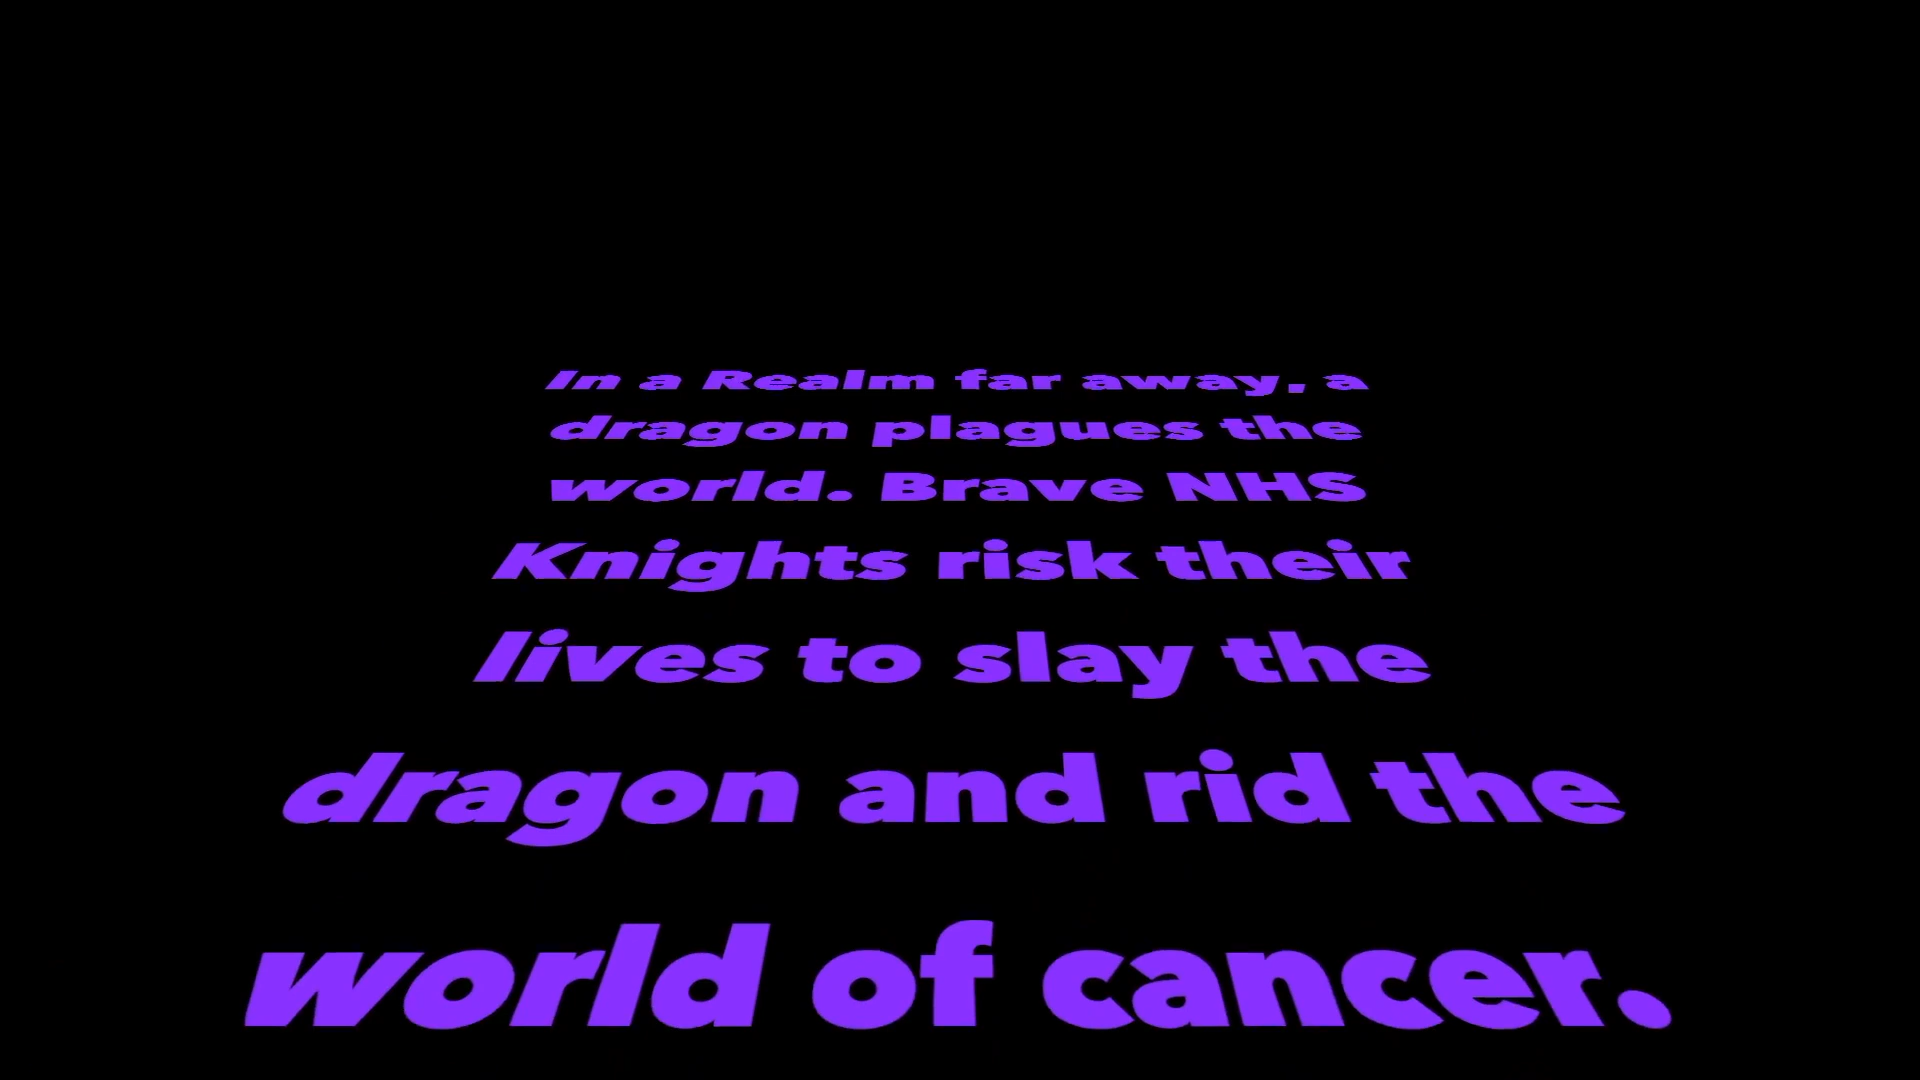 In a Realm far away, a
dragon plagues the
world. Brave NHS
Knights risk their
lives to slay the
dragon and rid the
world of cancer.